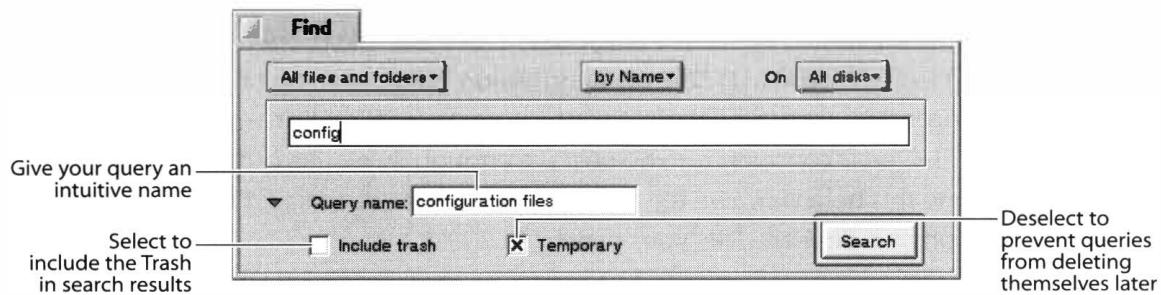 Find
All files and folders
by Name
On
All disks
config
Give your query an
intuitive name
Query name:
configuration files
Select to
include the Trash
in search results
Include trash
Temporary
Search
Deselect to
prevent queries
from deleting
themselves later